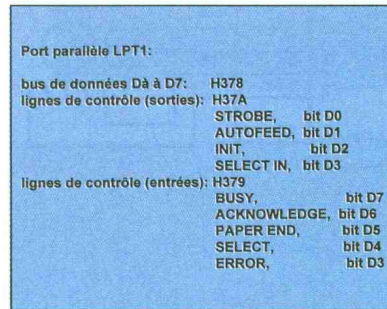 Port parallèle LPT1:
bus de données Dà à D7: H378
lignes de contrôle (sorties): H37A
STROBE, bit D0
AUTOFEED, bit D1
INIT, bit D2
SELECT IN, bit D3
lignes de contrôle (entrées): H379
BUSY, bit D7
ACKNOWLEDGE, bit D6
PAPER END, bit D5
SELECT, bit D4
ERROR, bit D3